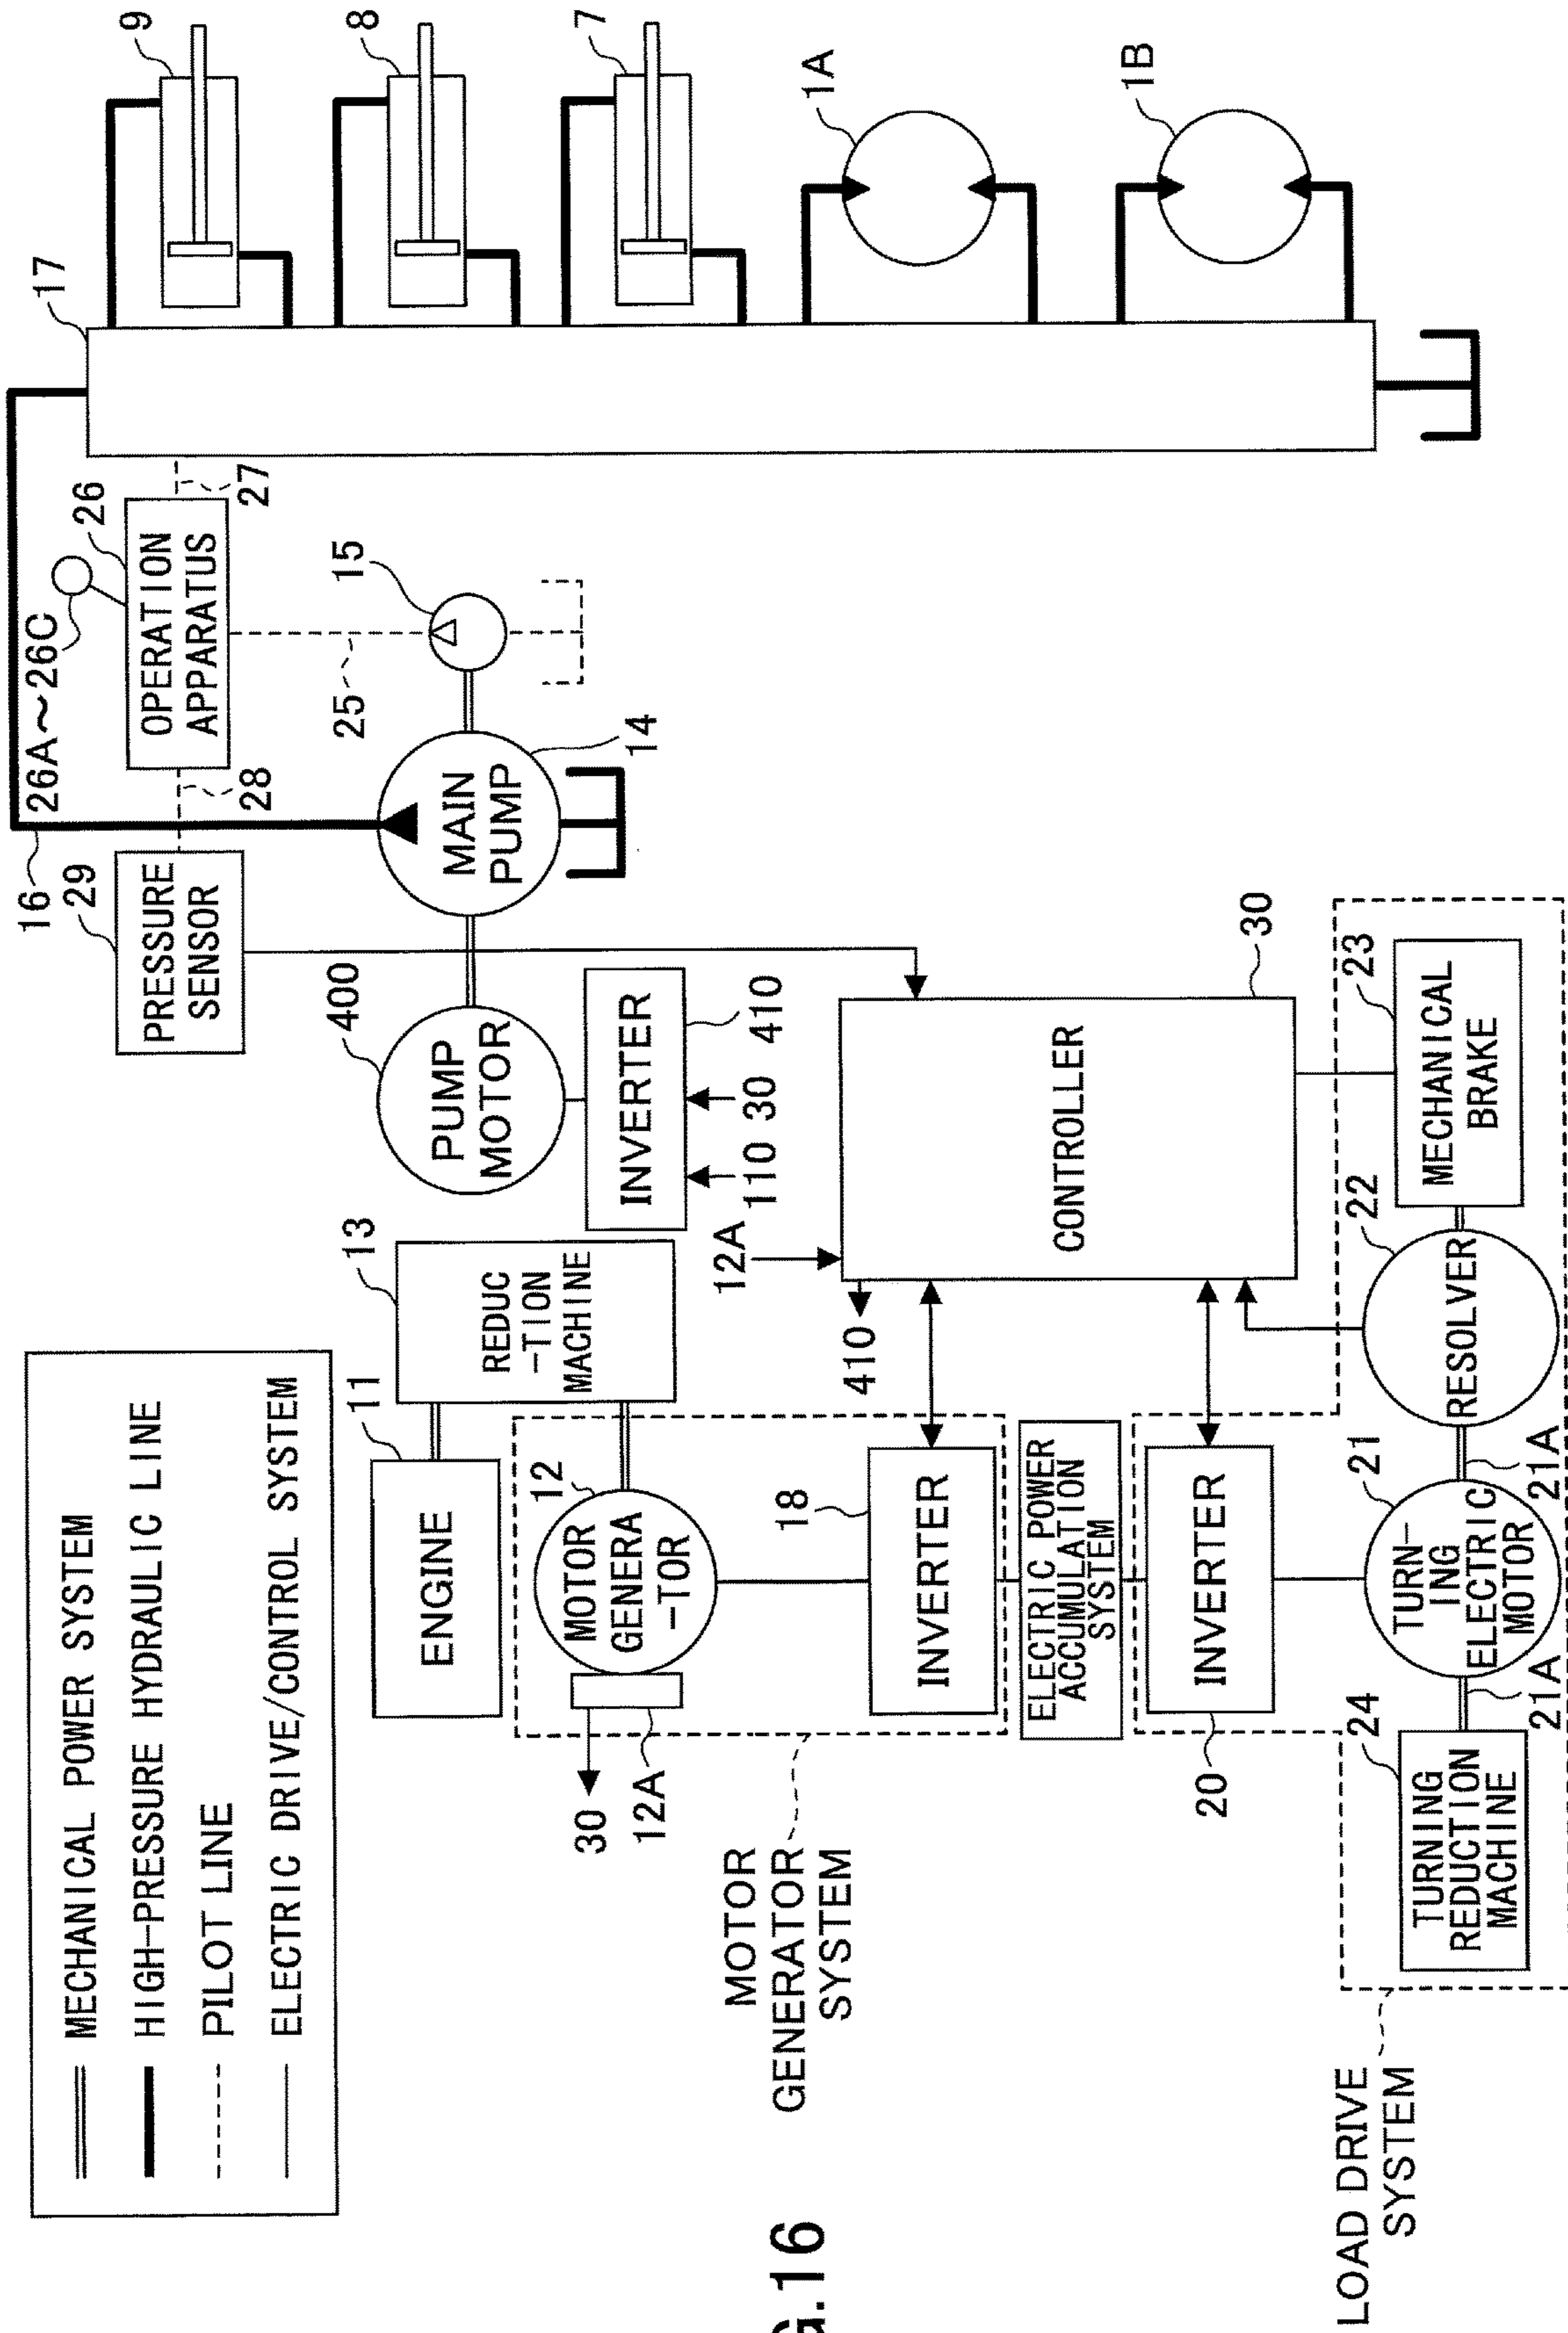 MECHANICAL POWER SYSTEM
HIGH-PRESSURE HYDRAULIC LINE
PILOT LINE
ELECTRIC DRIVE/CONTROL SYSTEM
16
29
PRESSURE
SENSOR
28
26A～26C
26
OPERATION
APPARATUS
27
17
9
8
7
1A
1B
25
15
MAIN
PUMP
14
400
PUMP
MOTOR
INVERTER
410
110
30
13
REDUC
-TION
MACHINE
11
ENGINE
12
MOTOR
GENERA
-TOR
30
12A
MOTOR
GENERATOR
SYSTEM
18
INVERTER
12A
410
CONTROLLER
30
ELECTRIC POWER
ACCUMULATION
SYSTEM
20
INVERTER
24
TURNING
REDUCTION
MACHINE
21A
21
TURN-
ING
ELECTRIC
MOTOR
21A
22
RESOLVER
23
MECHANICAL
BRAKE
LOAD DRIVE
SYSTEM
G.16